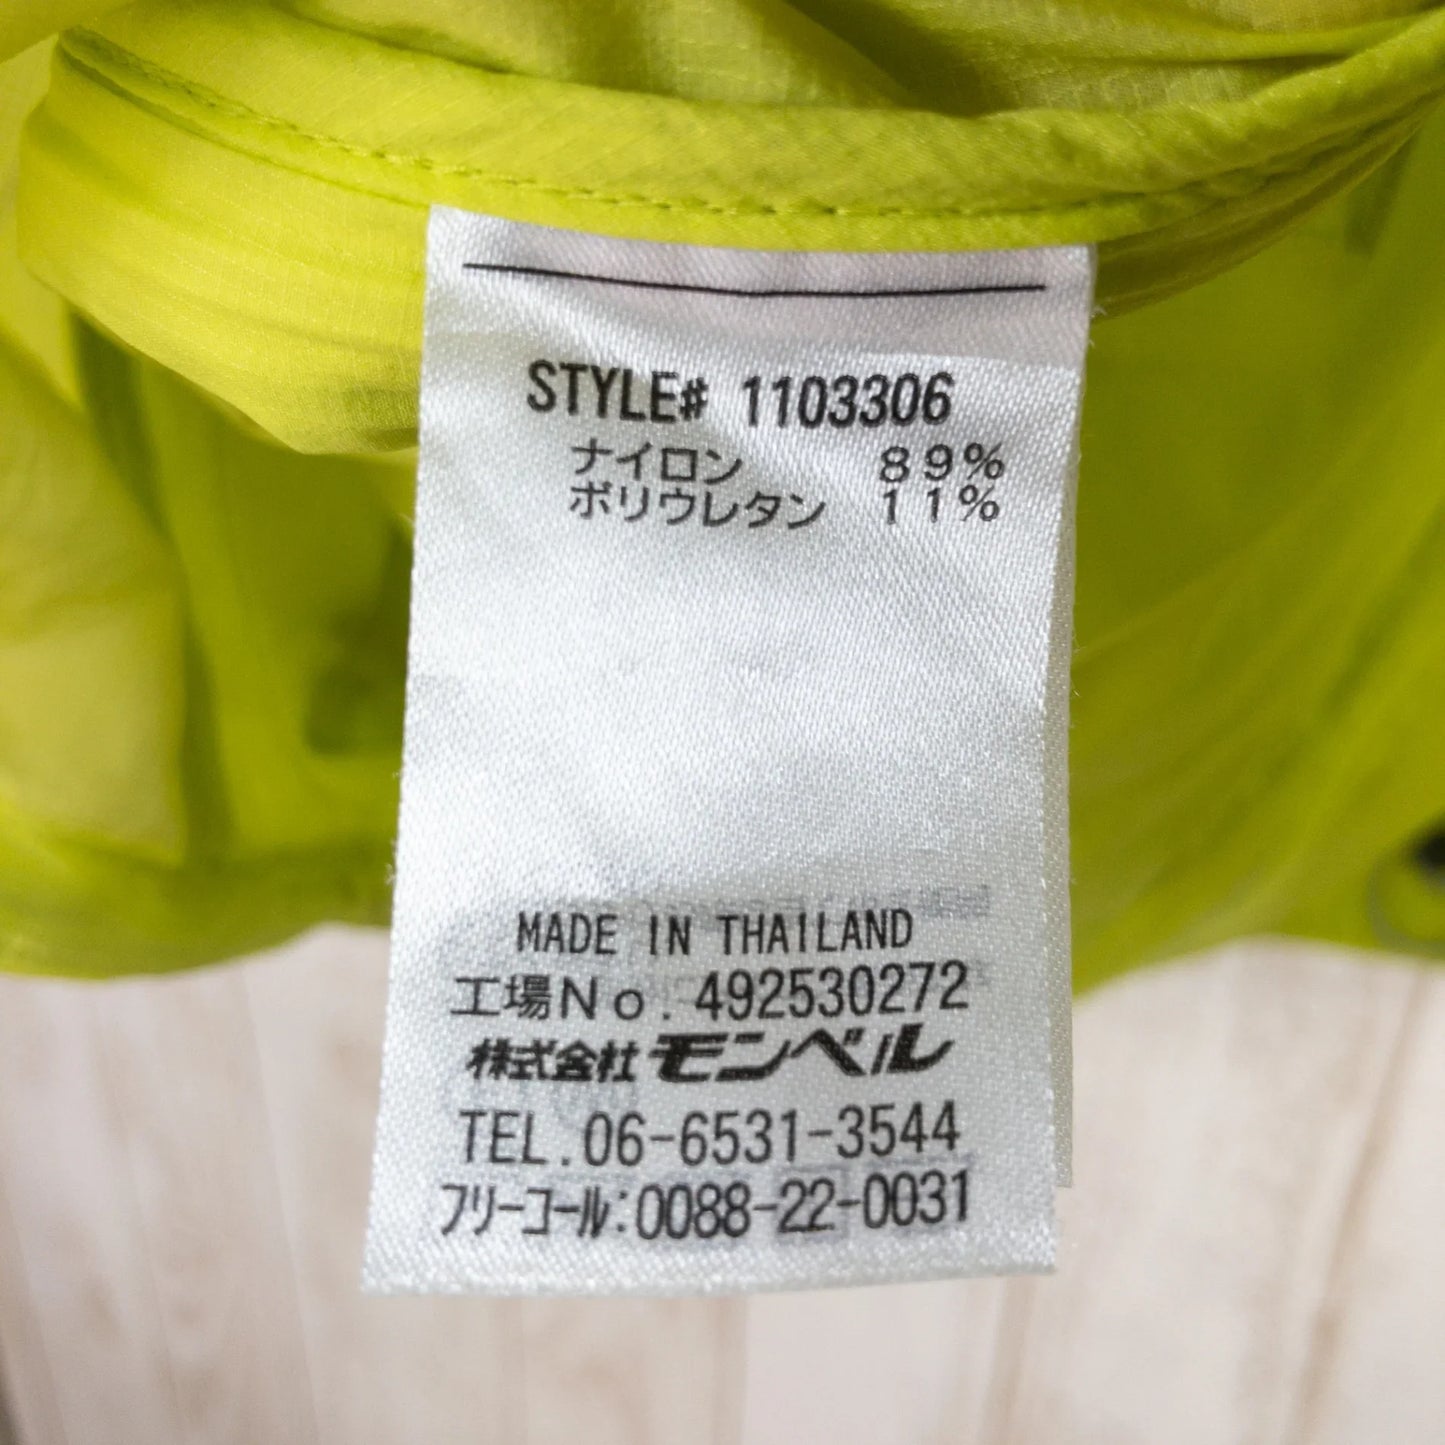 STYLE# 1103306
ナイロン 89%
ポリウレタン 11%
MADE IN THAILAND
工場No. 492530272
株式会社 モンベル
TEL.06-6531-3544
フリーコール:0088-22-0031